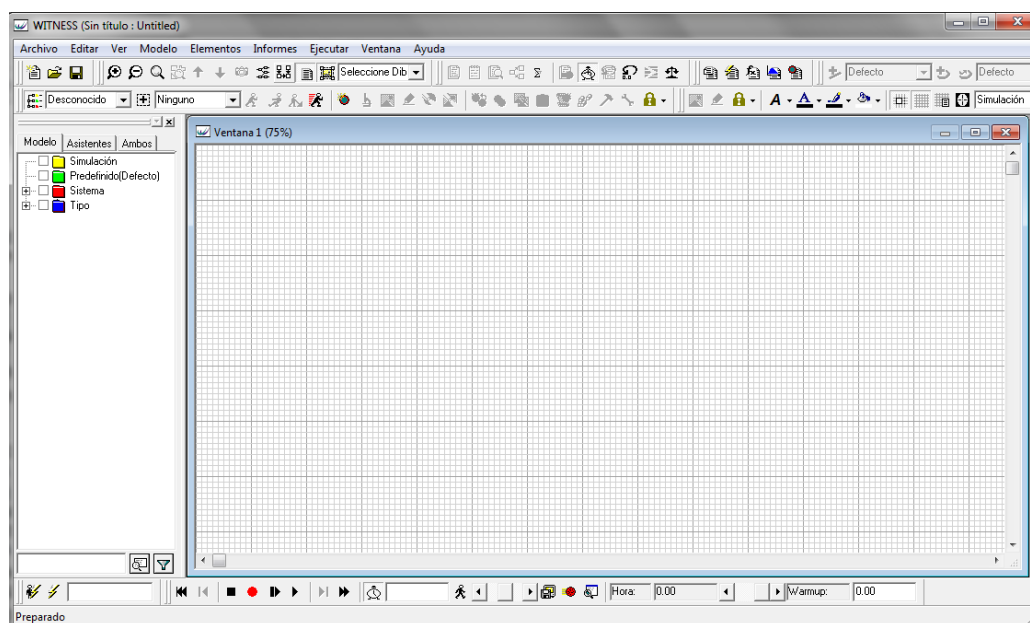 WITNESS (Sin título : Untitled)
Archivo Editar Ver Modelo Elementos Informes Ejecutar Ventana Ayuda
Seleccione Dib Defecto Defecto
Desconocido Ninguno A A Simulación
Modelo Asistentes Ambos
Simulación
Predefinido(Defecto)
Sistema
Tipo
Ventana 1 (75%)
Hora: 0.00 Warmup: 0.00
Preparado